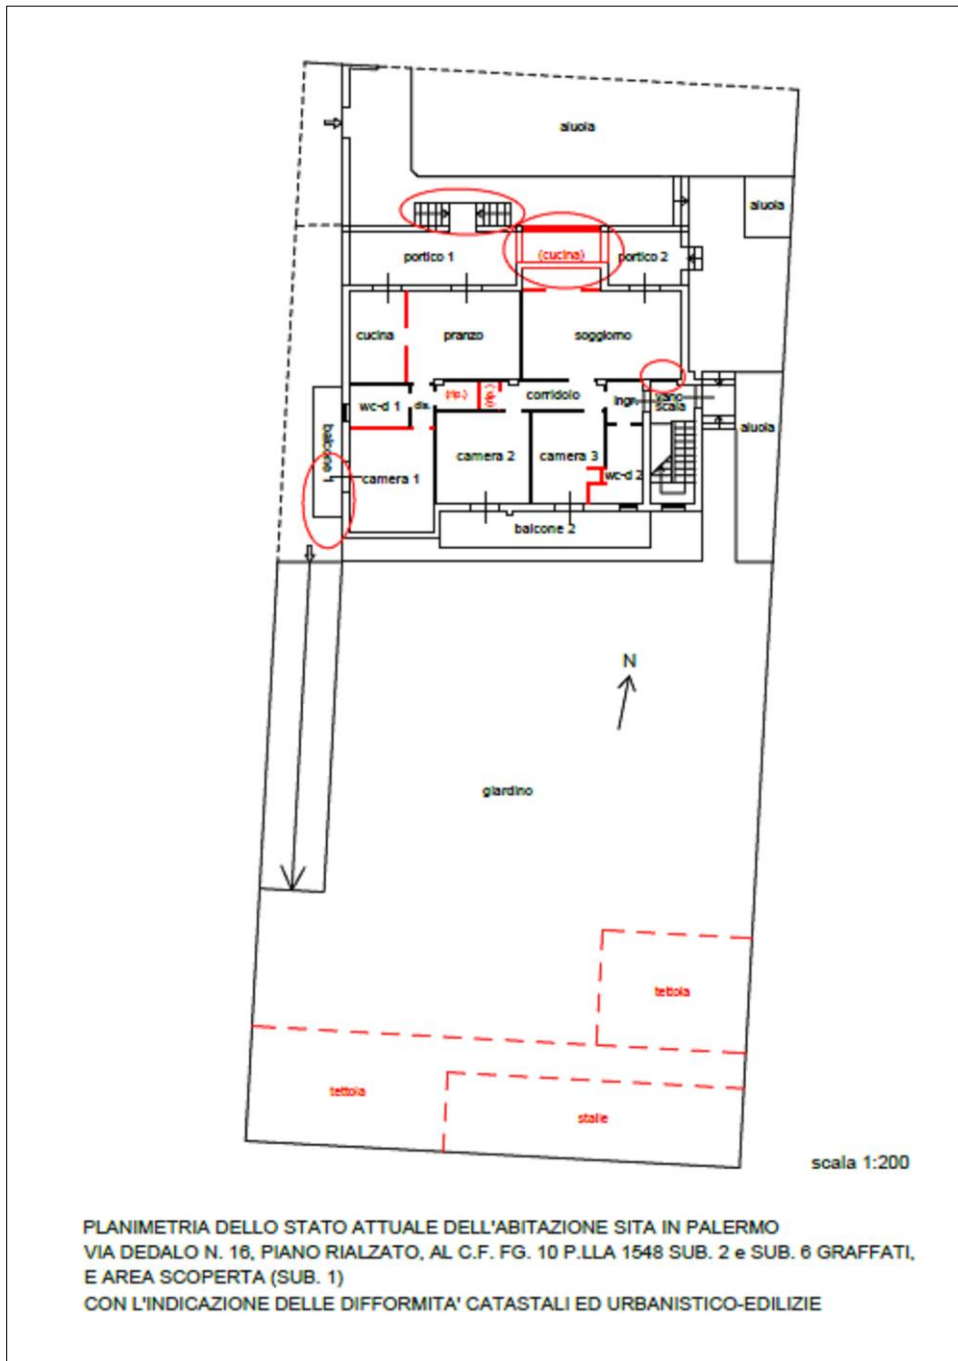 aiuola
aiuola
portico 1
(cucina)
portico 2
cucina
pranzo
soggiorno
(rip.)
(rip.)
corridoio
ingr.
vano
scala
wc-d 1
dis.
aiuola
balcone 1
camera 1
camera 2
camera 3
wc-d 2
balcone 2
N
giardino
tettoia
tettoia
stalle
scala 1:200
PLANIMETRIA DELLO STATO ATTUALE DELL'ABITAZIONE SITA IN PALERMO
VIA DEDALO N. 16, PIANO RIALZATO, AL C.F. FG. 10 P.LLA 1548 SUB. 2 e SUB. 6 GRAFFATI,
E AREA SCOPERTA (SUB. 1)
CON L'INDICAZIONE DELLE DIFFORMITA' CATASTALI ED URBANISTICO-EDILIZIE